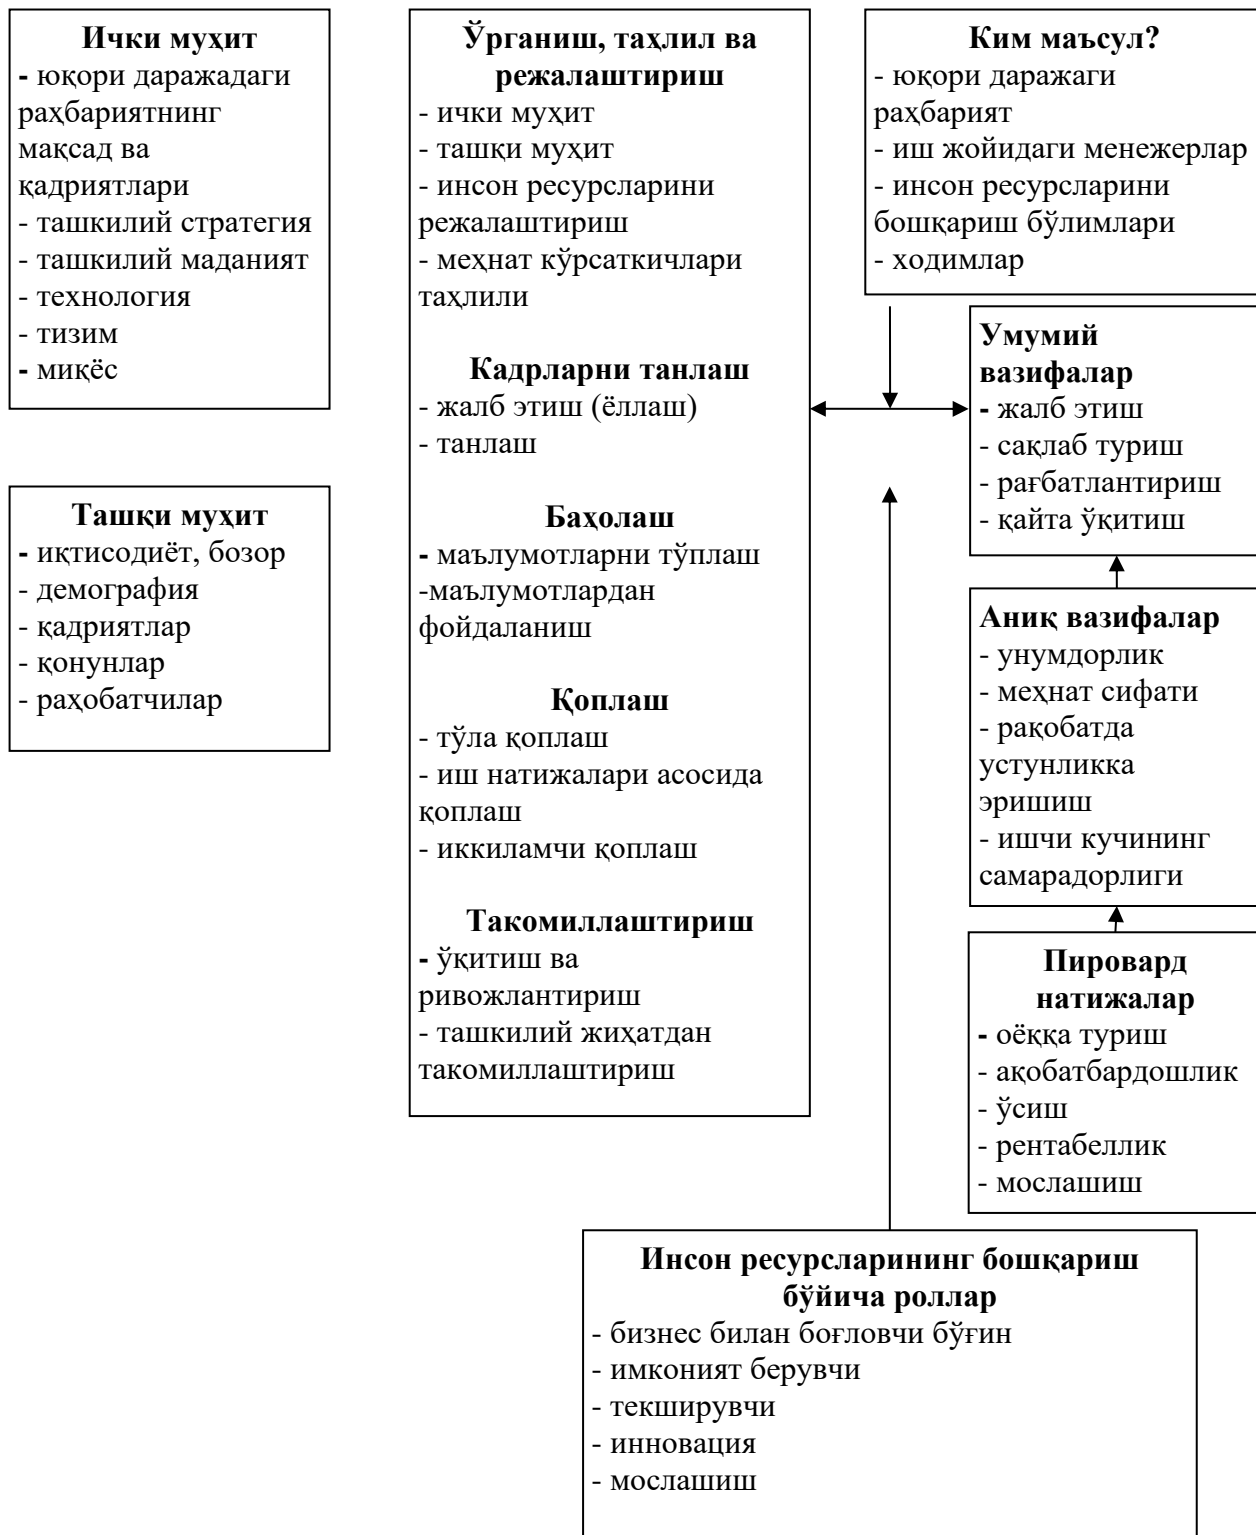 Ички муҳит
- юқори даражадаги
раҳбариятнинг
мақсад ва
қадриятлари
- ташкилий стратегия
- ташкилий маданият
- технология
- тизим
- миқёс
Ташқи муҳит
- иқтисодиёт, бозор
- демография
- қадриятлар
- қонунлар
- раҳобатчилар
Ўрганиш, таҳлил ва
режалаштириш
- ички муҳит
- ташқи муҳит
- инсон ресурсларини
режалаштириш
- меҳнат кўрсаткичлари
таҳлили
Кадрларни танлаш
- жалб этиш (ёллаш)
- танлаш
Баҳолаш
- маълумотларни тўплаш
-маълумотлардан
фойдаланиш
Қоплаш
- тўла қоплаш
- иш натижалари асосида
қоплаш
- иккиламчи қоплаш
Такомиллаштириш
- ўқитиш ва
ривожлантириш
- ташкилий жиҳатдан
такомиллаштириш
Ким маъсул?
- юқори даражаги
раҳбарият
- иш жойидаги менежерлар
- инсон ресурсларини
бошқариш бўлимлари
- ходимлар
Умумий
вазифалар
- жалб этиш
- сақлаб туриш
- рағбатлантириш
- қайта ўқитиш
Аниқ вазифалар
- унумдорлик
- меҳнат сифати
- рақобатда
устунликка
эришиш
- ишчи кучининг
самарадорлиги
Пировард
натижалар
- оёққа туриш
- ақобатбардошлик
- ўсиш
- рентабеллик
- мослашиш
Инсон ресурсларининг бошқариш
бўйича роллар
- бизнес билан боғловчи бўғин
- имконият берувчи
- текширувчи
- инновация
- мослашиш